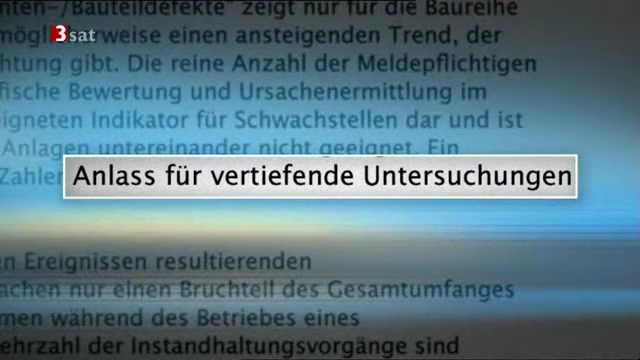 nten-/Bauteildefekte" zeigt nur für die Baureihe
3sat
erweise einen ansteigenden Trend, der
htung gibt. Die reine Anzahl der Meldepflichtigen
fische Bewertung und Ursachenermittlung im
eigneten Indikator für Schwachstellen dar und ist
Anlagen untereinander nicht geeignet. Ein
Zahler
Anlass für vertiefende Untersuchungen
en Ereignissen resultierenden
achen nur einen Bruchteil des Gesamtumfanges
men während des Betriebes eines
ehrzahl der Instandhaltungsvorgänge sind